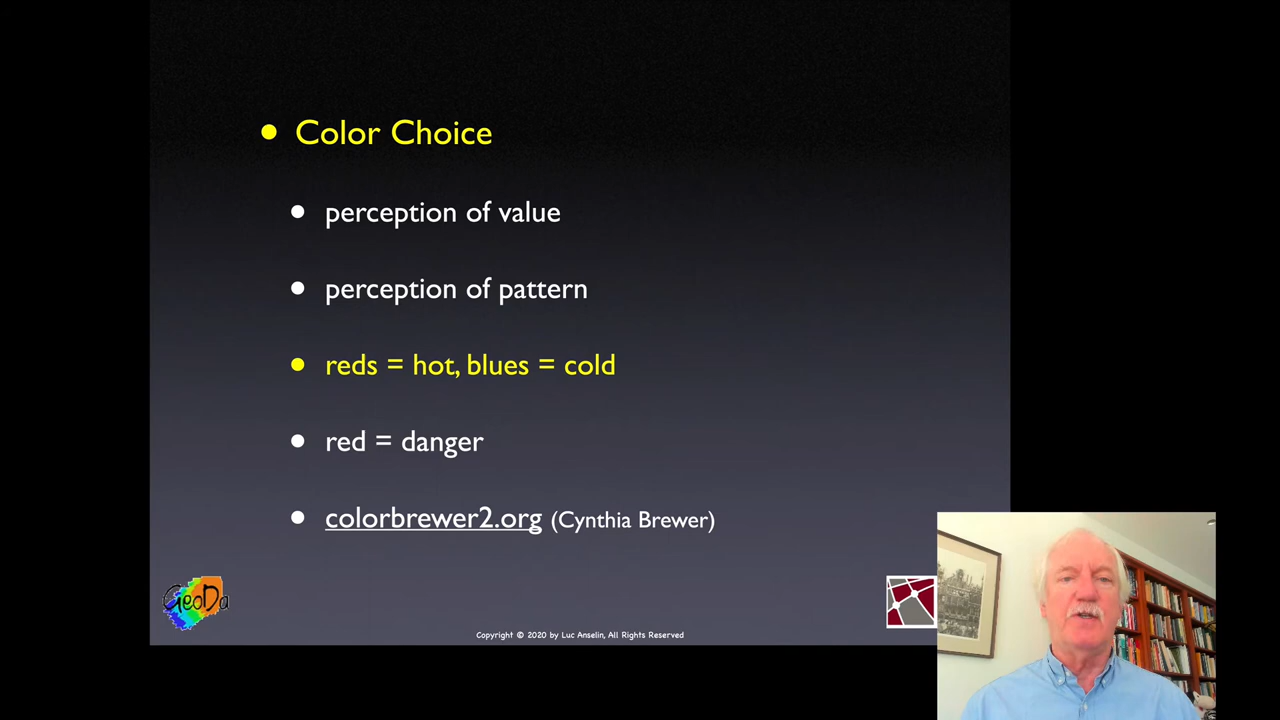 Color Choice
perception of value
perception of pattern
reds = hot, blues = cold
red = danger
colorbrewer2.org (Cynthia Brewer)
GeoDa
Copyright © 2020 by Luc Anselin, All Rights Reserved